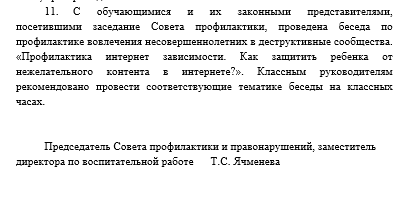 11. С обучающимися и их законными представителями,
посетившими заседание Совета профилактики, проведена беседа по
профилактике вовлечения несовершеннолетних в деструктивные сообщества.
«Профилактика интернет зависимости. Как защитить ребенка от
нежелательного контента в интернете?». Классным руководителям
рекомендовано провести соответствующие тематике беседы на классных
часах.
Председатель Совета профилактики и правонарушений, заместитель
директора по воспитательной работе Т.С. Ячменева